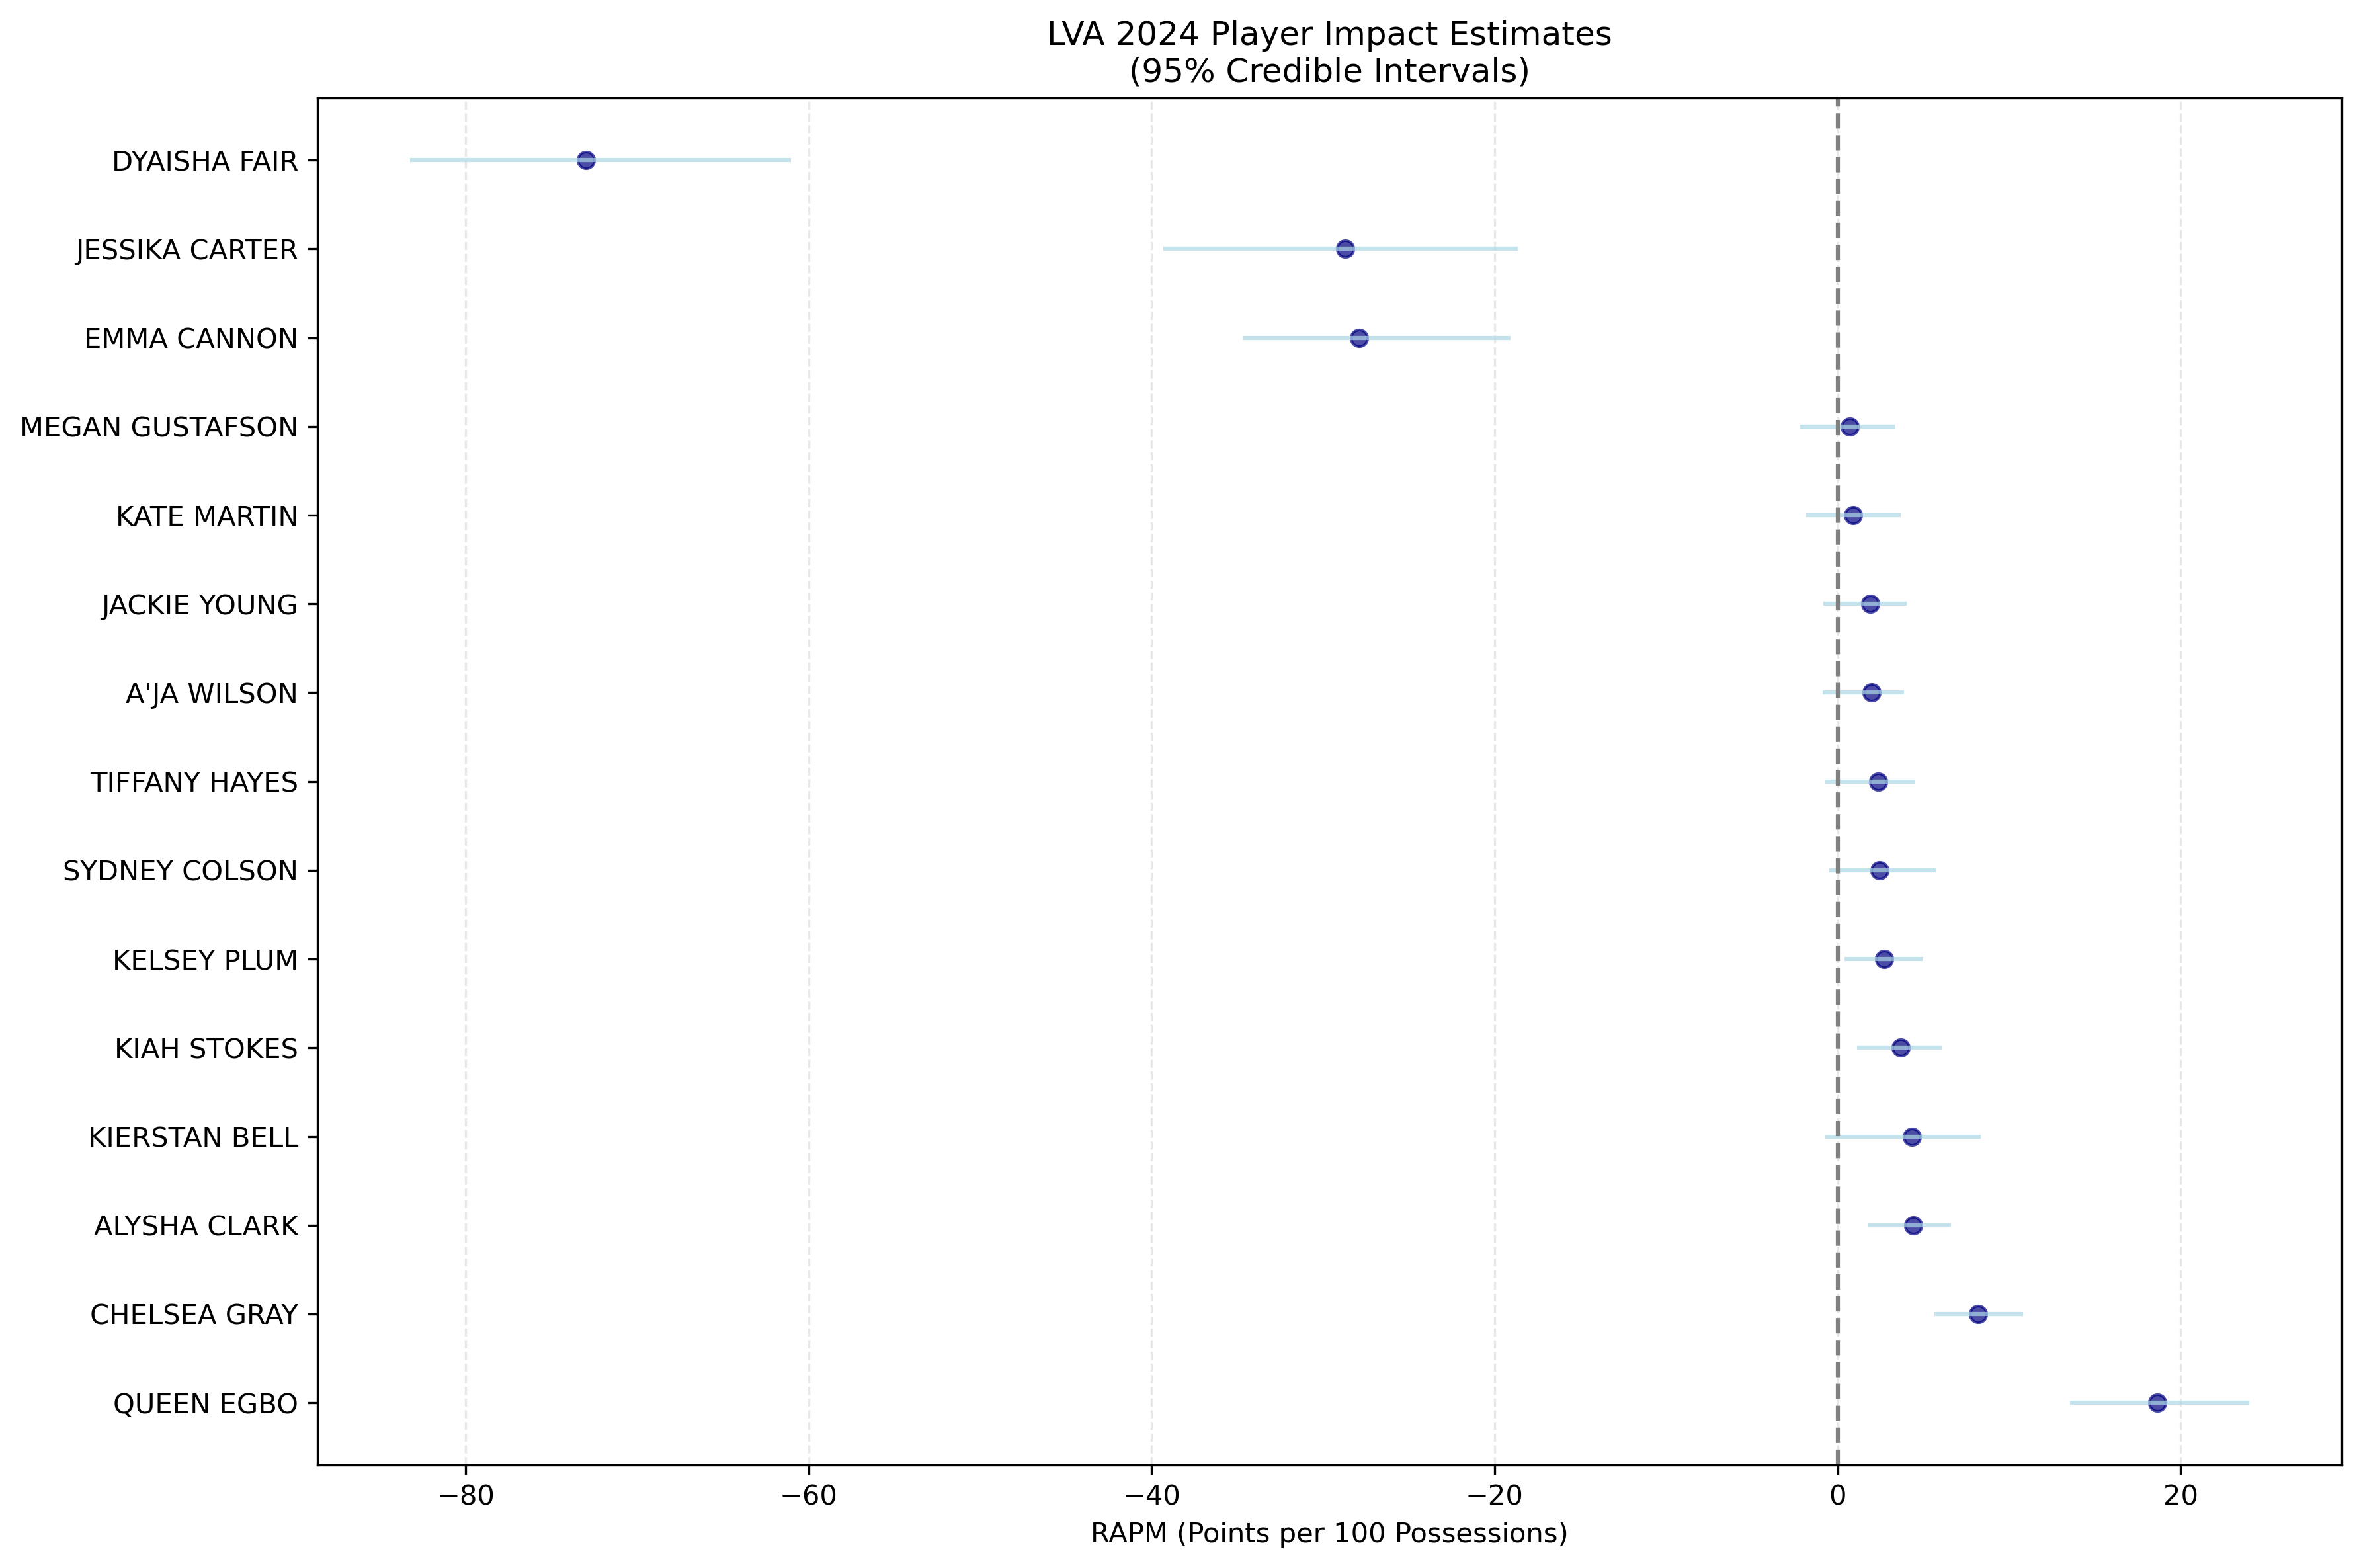 LVA 2024 Player Impact Estimates
(95% Credible Intervals)
DYAISHA FAIR
JESSIKA CARTER
EMMA CANNON
MEGAN GUSTAFSON
KATE MARTIN
JACKIE YOUNG
A'JA WILSON
TIFFANY HAYES
SYDNEY COLSON
KELSEY PLUM
KIAH STOKES
KIERSTAN BELL
ALYSHA CLARK
CHELSEA GRAY
QUEEN EGBO
−80 −60 −40 −20 0 20
RAPM (Points per 100 Possessions)